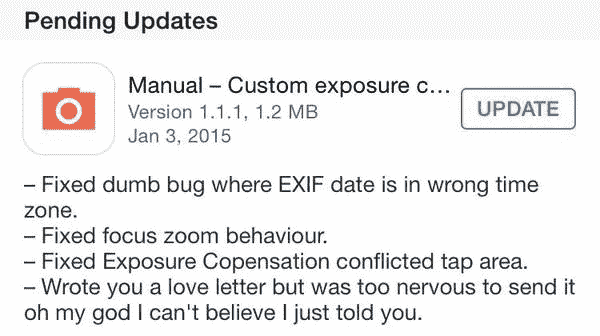 Pending Updates
Manual – Custom exposure c...
Version 1.1.1, 1.2 MB
Jan 3, 2015
UPDATE
– Fixed dumb bug where EXIF date is in wrong time
zone.
– Fixed focus zoom behaviour.
– Fixed Exposure Copensation conflicted tap area.
– Wrote you a love letter but was too nervous to send it
oh my god I can't believe I just told you.